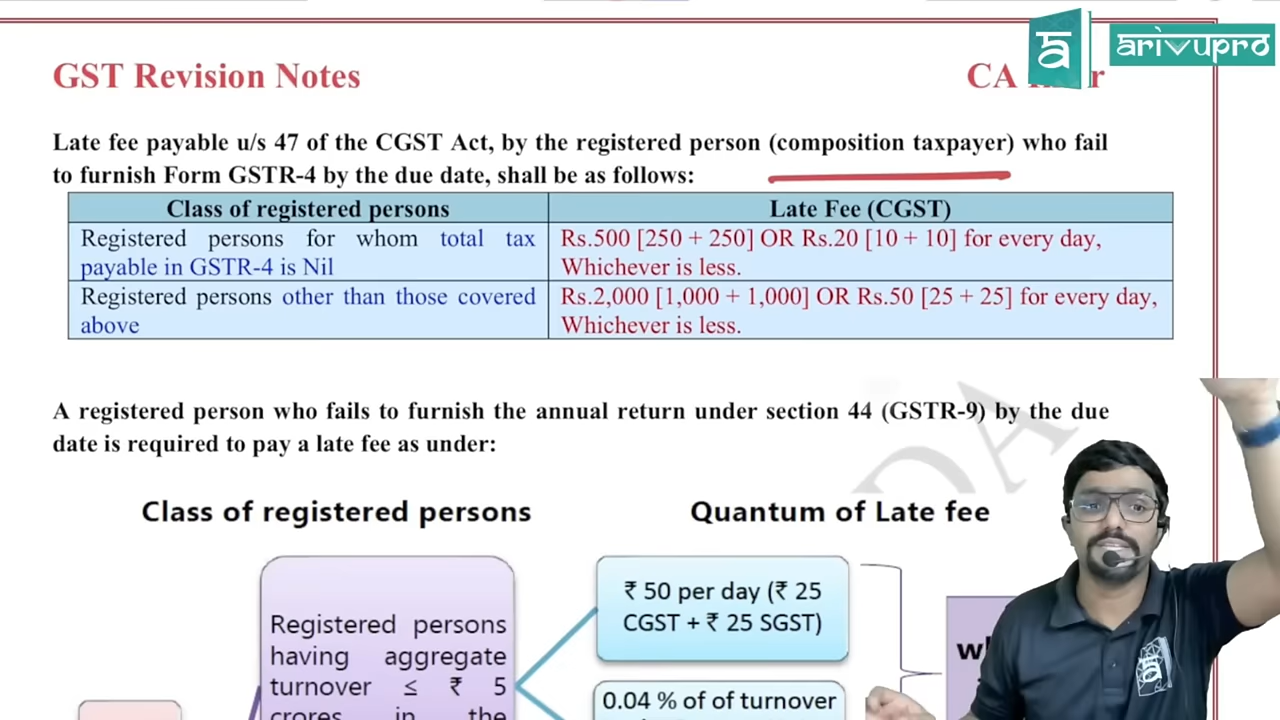 GST Revision Notes
CA
r
arivupro
Late fee payable u/s 47 of the CGST Act, by the registered person (composition taxpayer) who fail
to furnish Form GSTR-4 by the due date, shall be as follows:
Class of registered persons
Late Fee (CGST)
Registered persons for whom total tax
payable in GSTR-4 is Nil
Rs.500 [250 + 250] OR Rs.20 [10 + 10] for every day,
Whichever is less.
Registered persons other than those covered
above
Rs.2,000 [1,000 + 1,000] OR Rs.50 [25 + 25] for every day,
Whichever is less.
A registered person who fails to furnish the annual return under section 44 (GSTR-9) by the due
date is required to pay a late fee as under:
Class of registered persons
Quantum of Late fee
Registered persons
having aggregate
turnover ≤ ₹ 5
crores in the
₹ 50 per day (₹ 25
CGST + ₹ 25 SGST)
0.04 % of of turnover